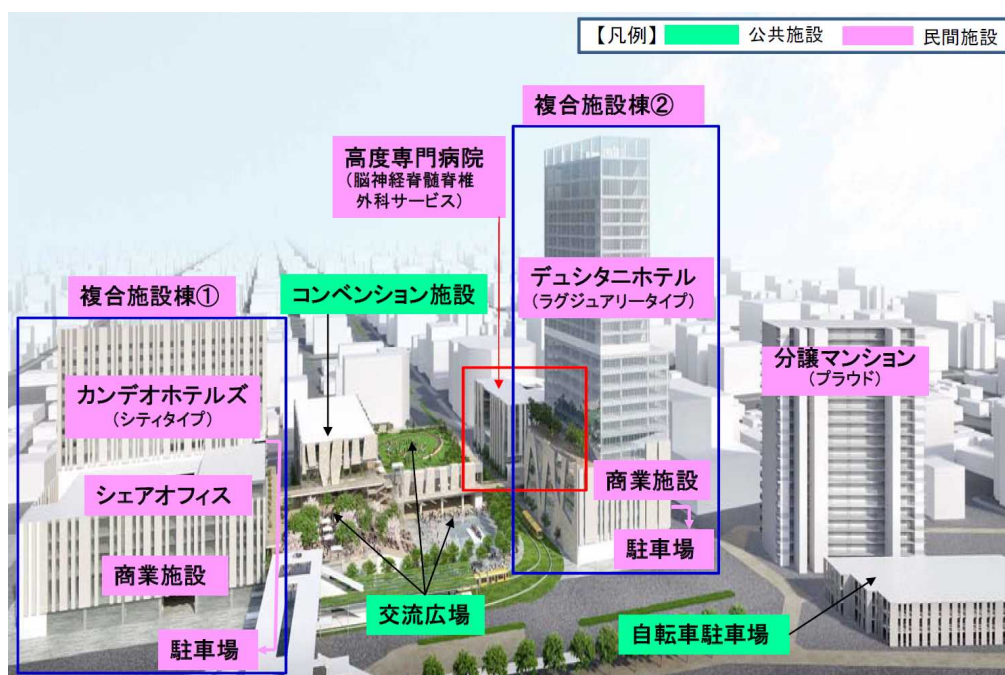 【凡例】 公共施設 民間施設
複合施設棟②
高度専門病院
(脳神経脊髄脊椎
外科サービス)
デュシタニホテル
(ラグジュアリータイプ)
複合施設棟①
コンベンション施設
分譲マンション
(プラウド)
カンデオホテルズ
(シティタイプ)
シェアオフィス
商業施設
商業施設
駐車場
交流広場
自転車駐車場
駐車場